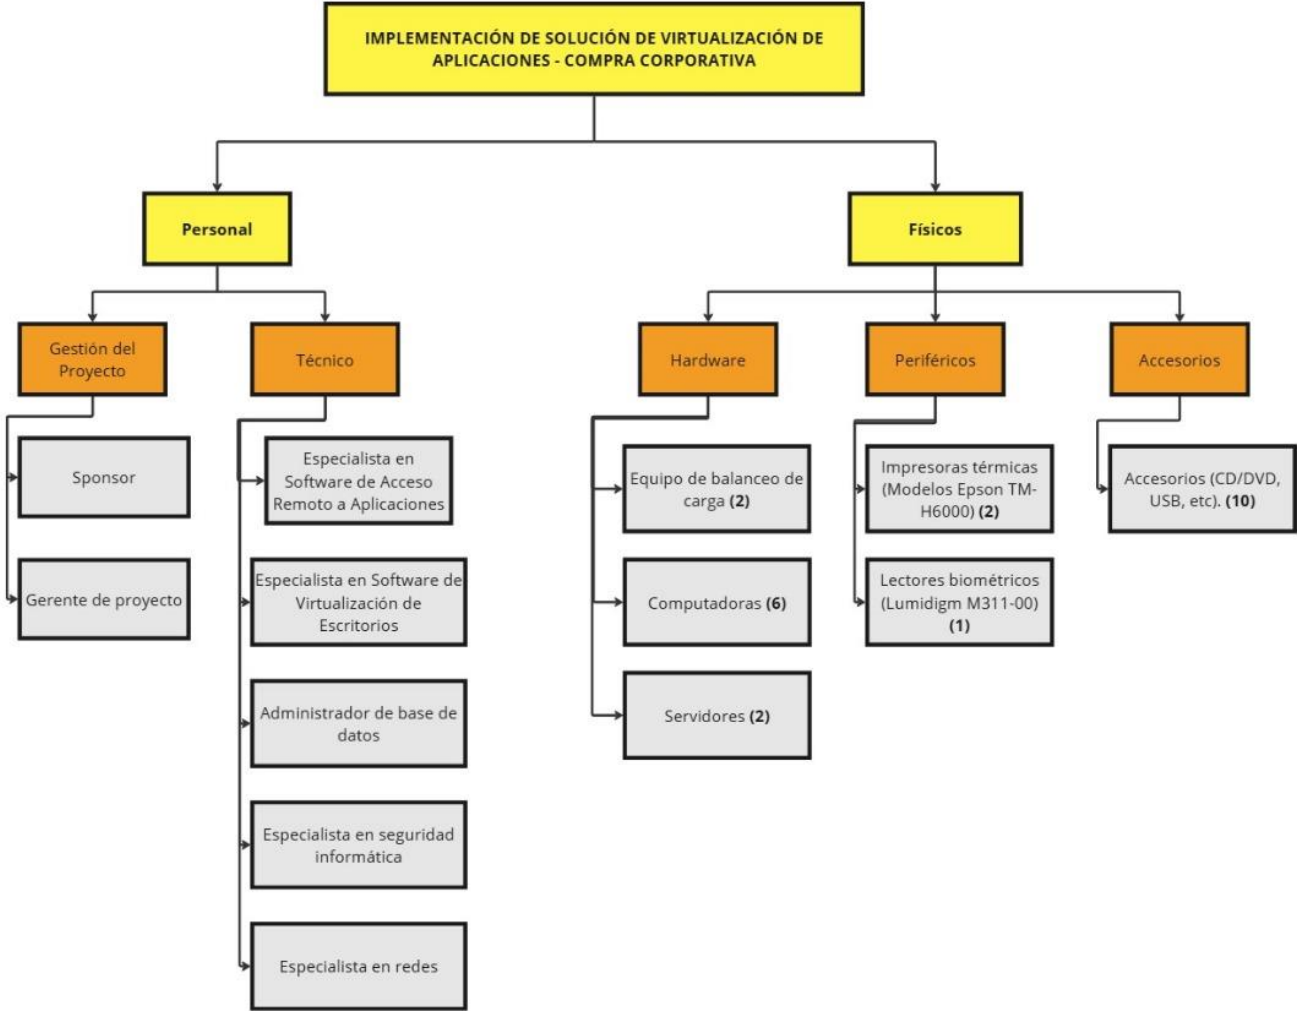 IMPLEMENTACIÓN DE SOLUCIÓN DE VIRTUALIZACIÓN DE
APLICACIONES - COMPRA CORPORATIVA
Personal
Físicos
Gestión del
Proyecto
Técnico
Hardware
Periféricos
Accesorios
Sponsor
Gerente de proyecto
Especialista en
Software de Acceso
Remoto a Aplicaciones
Especialista en Software de
Virtualización de
Escritorios
Administrador de base de
datos
Especialista en seguridad
informática
Especialista en redes
Equipo de balanceo de
carga (2)
Computadoras (6)
Servidores (2)
Impresoras térmicas
(Modelos Epson TM-
H6000) (2)
Lectores biométricos
(Lumidigm M311-00)
(1)
Accesorios (CD/DVD,
USB, etc). (10)